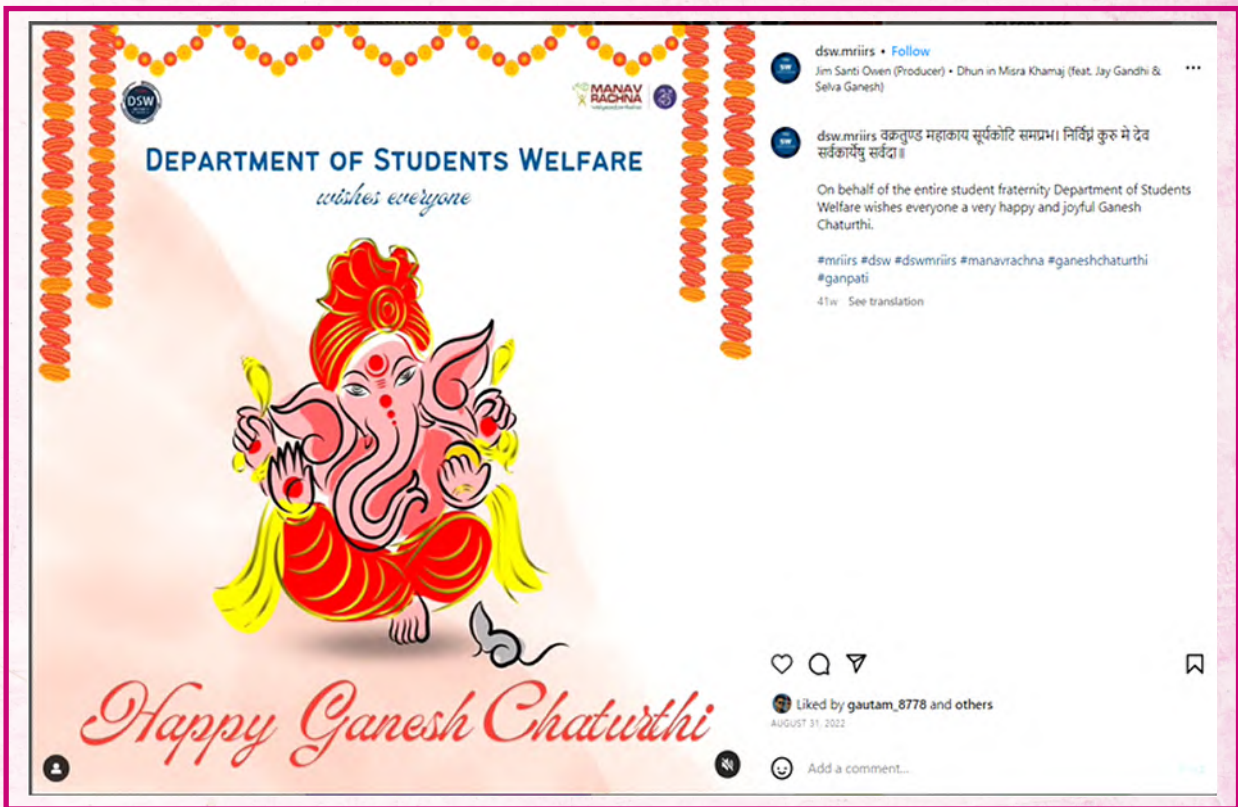 DSW
MANAV RACHNA
vidyanatariksha
DEPARTMENT OF STUDENTS WELFARE
wishes everyone
Happy Ganesh Chaturthi
dsw.mriirs • Follow
Jim Santi Owen (Producer) • Dhun in Misra Khamaj (feat. Jay Gandhi &
Selva Ganesh)
dsw.mriirs वक्रतुण्ड महाकाय सूर्यकोटि समप्रभ। निर्विघ्नं कुरु मे देव
सर्वकार्येषु सर्वदा॥
On behalf of the entire student fraternity Department of Students
Welfare wishes everyone a very happy and joyful Ganesh
Chaturthi.
#mriirs #dsw #dswmriirs #manavrachna #ganeshchaturthi
#ganpati
41w See translation
Liked by gautam_8778 and others
AUGUST 31, 2022
Add a comment...